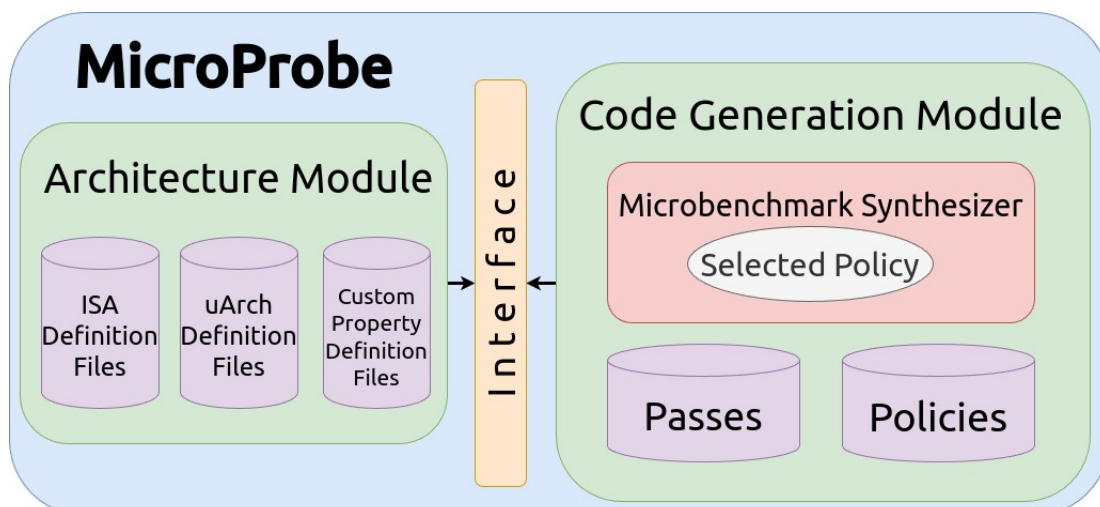 MicroProbe
Architecture Module
ISA
Definition
Files
uArch
Definition
Files
Custom
Property
Definition
Files
Interface
Code Generation Module
Microbenchmark Synthesizer
Selected Policy
Passes
Policies